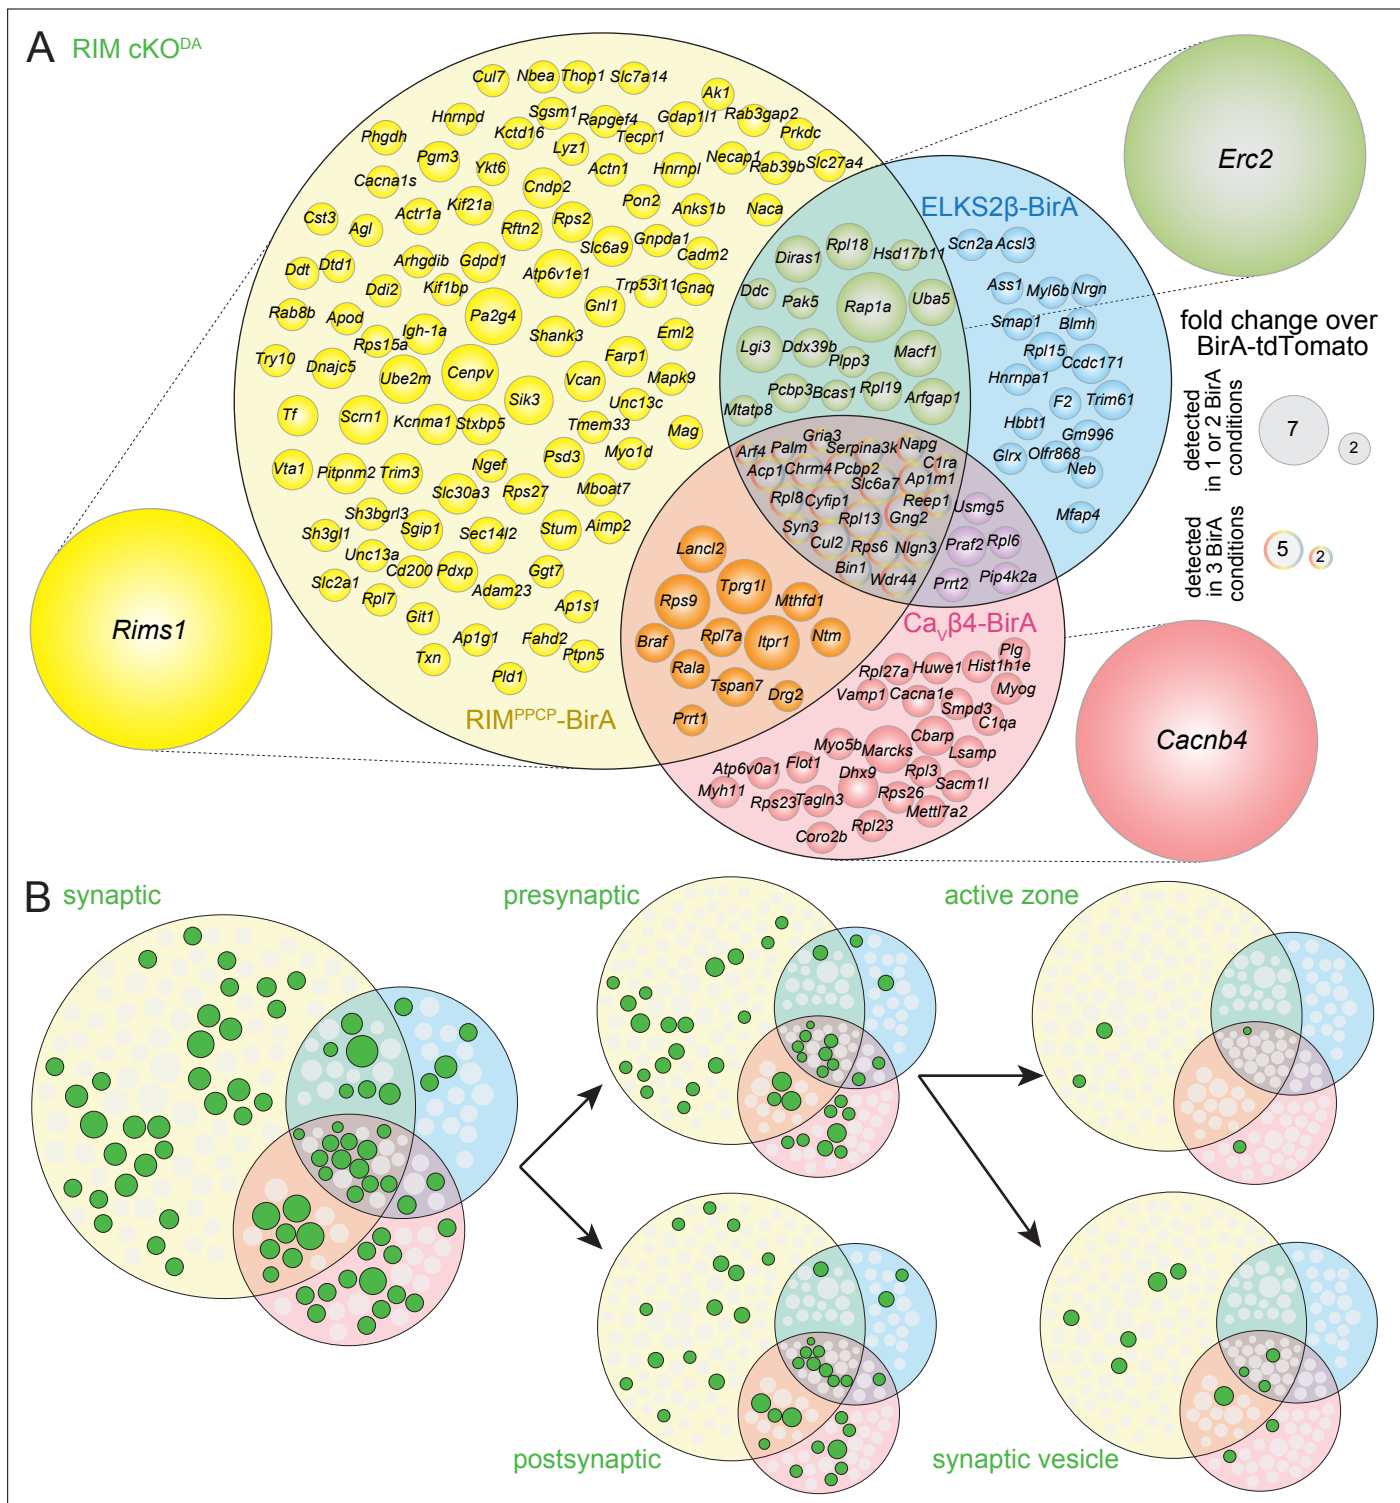 A
RIM cKO^DA
Cul7
Nbea
Thop1
Slc7a14
Ak1
Hnrnpd
Sgsm1
Rapgef4
Gdap1l1
Rab3gap2
Phgdh
Kctd16
Tecpr1
Prkdc
Lyz1
Pgm3
Ykt6
Actn1
Hnrnpl
Necap1
Rab39b
Slc27a4
Cacna1s
Cndp2
Kif21a
Pon2
Anks1b
Naca
Cst3
Agl
Actr1a
Rftn2
Rps2
Slc6a9
Gnpda1
Cadm2
Ddt
Dtd1
Arhgdib
Gdpd1
Atp6v1e1
Trp53i11
Gnaq
Ddi2
Kif1bp
Rab8b
Apod
Igh-1a
Pa2g4
Gnl1
Rps15a
Shank3
Eml2
Try10
Dnajc5
Ube2m
Cenpv
Farp1
Vcan
Mapk9
Tf
Scrn1
Kcnma1
Stxbp5
Sik3
Unc13c
Tmem33
Mag
Vta1
Pitpnm2
Trim3
Ngef
Psd3
Myo1d
Slc30a3
Rps27
Mboat7
Sh3bgrl3
Sh3gl1
Sgip1
Sec14l2
Stum
Aimp2
Unc13a
Slc2a1
Cd200
Pdxp
Ggt7
Rpl7
Adam23
Git1
Ap1s1
Ap1g1
Fahd2
Txn
Ptpn5
Pld1
RIM^PPCP-BirA
Rims1
Erc2
ELKS2β-BirA
Diras1
Rpl18
Hsd17b11
Ddc
Pak5
Rap1a
Uba5
Lgi3
Ddx39b
Plpp3
Macf1
Pcbp3
Bcas1
Rpl19
Arfgap1
Mtatp8
Scn2a
Acsl3
Ass1
Myl6b
Nrgn
Smap1
Blmh
Rpl15
Ccdc171
Hnrnpa1
F2
Trim61
Hbbt1
Gm996
Glrx
Olfr868
Neb
Mfap4
Arf4
Palm
Gria3
Serpina3k
Napg
Acp1
Chrm4
Pcbp2
C1ra
Slc6a7
Ap1m1
Rpl8
Cyfip1
Reep1
Syn3
Rpl13
Gng2
Cul2
Rps6
Nlgn3
Bin1
Wdr44
Usmg5
Praf2
Rpl6
Prrt2
Pip4k2a
Lancl2
Rps9
Tprg1l
Mthfd1
Braf
Rpl7a
Itpr1
Ntm
Rala
Tspan7
Drg2
Prrt1
Ca_Vβ4-BirA
Plg
Rpl27a
Huwe1
Hist1h1e
Vamp1
Cacna1e
Myog
Smpd3
C1qa
Myo5b
Marcks
Cbarp
Lsamp
Atp6v0a1
Flot1
Dhx9
Rpl3
Sacm1l
Myh11
Rps23
Tagln3
Rps26
Mettl7a2
Coro2b
Rpl23
Cacnb4
fold change over
BirA-tdTomato
detected
in 1 or 2 BirA
conditions
7
2
detected
in 3 BirA
conditions
5
2
B
synaptic
presynaptic
active zone
postsynaptic
synaptic vesicle